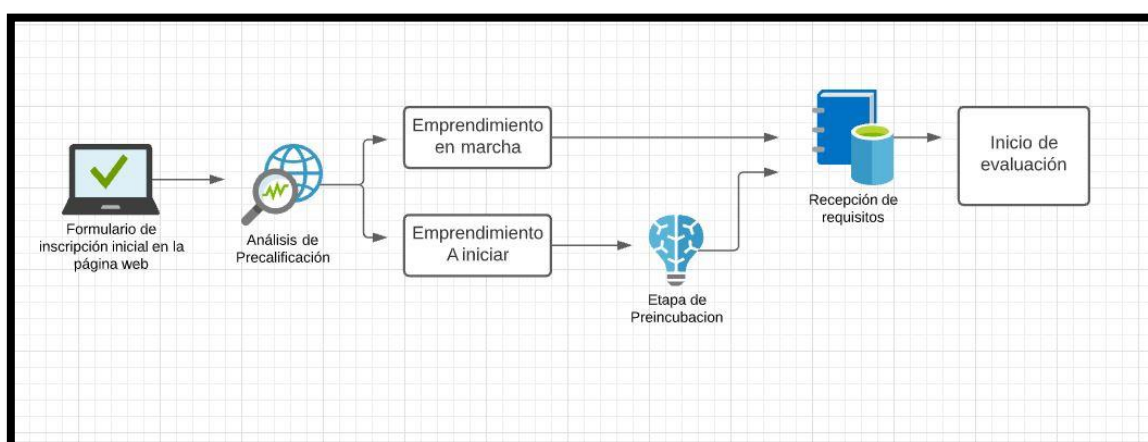 Formulario de
inscripción inicial en la
página web
Análisis de
Precalificación
Emprendimiento
en marcha
Emprendimiento
A iniciar
Etapa de
Preincubacion
Recepción de
requisitos
Inicio de
evaluación